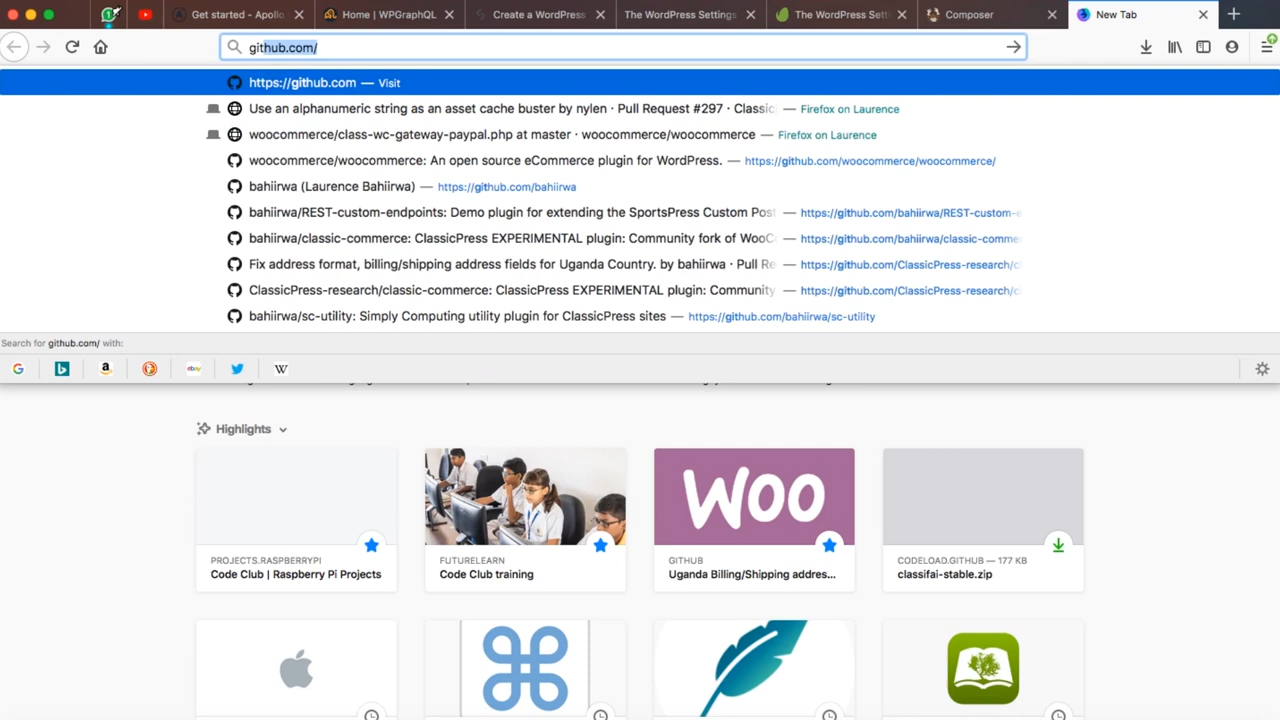 Get started - Apollo
Home | WPGraphQL
Create a WordPress
The WordPress Settings
The WordPress Setti
Composer
New Tab
github.com/
https://github.com — Visit
Use an alphanumeric string as an asset cache buster by nylen · Pull Request #297 · Classic — Firefox on Laurence
woocommerce/class-wc-gateway-paypal.php at master · woocommerce/woocommerce — Firefox on Laurence
woocommerce/woocommerce: An open source eCommerce plugin for WordPress. — https://github.com/woocommerce/woocommerce/
bahiirwa (Laurence Bahiirwa) — https://github.com/bahiirwa
bahiirwa/REST-custom-endpoints: Demo plugin for extending the SportsPress Custom Post — https://github.com/bahiirwa/REST-custom-e
bahiirwa/classic-commerce: ClassicPress EXPERIMENTAL plugin: Community fork of WooC — https://github.com/bahiirwa/classic-comme
Fix address format, billing/shipping address fields for Uganda Country. by bahiirwa · Pull Re — https://github.com/ClassicPress-research/c
ClassicPress-research/classic-commerce: ClassicPress EXPERIMENTAL plugin: Community — https://github.com/ClassicPress-research/c
bahiirwa/sc-utility: Simply Computing utility plugin for ClassicPress sites — https://github.com/bahiirwa/sc-utility
Search for github.com/ with:
Highlights
WOO
PROJECTS.RASPBERRYPI
Code Club | Raspberry Pi Projects
FUTURELEARN
Code Club training
GITHUB
Uganda Billing/Shipping addres...
CODELOAD.GITHUB — 177 KB
classifai-stable.zip